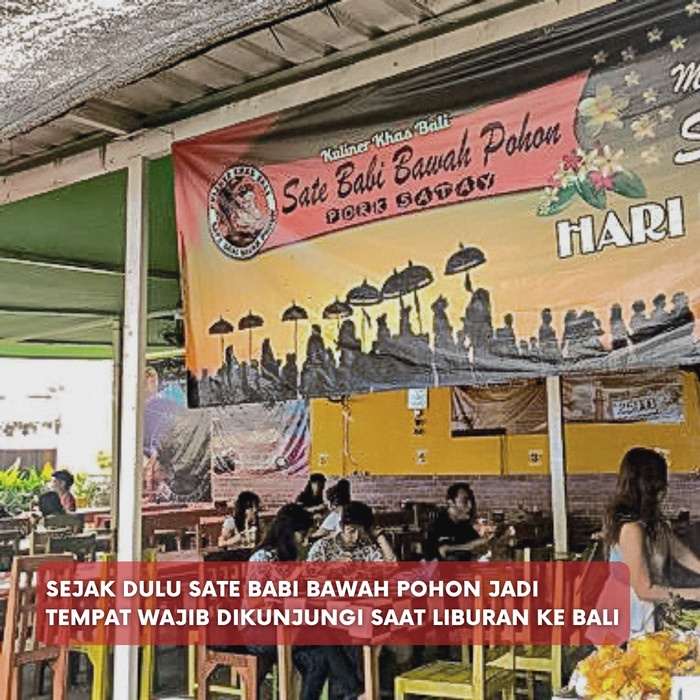 Kuliner Khas Bali
Sate Babi Bawah Pohon
PORK SATAY
HARI
SEJAK DULU SATE BABI BAWAH POHON JADI
TEMPAT WAJIB DIKUNJUNGI SAAT LIBURAN KE BALI